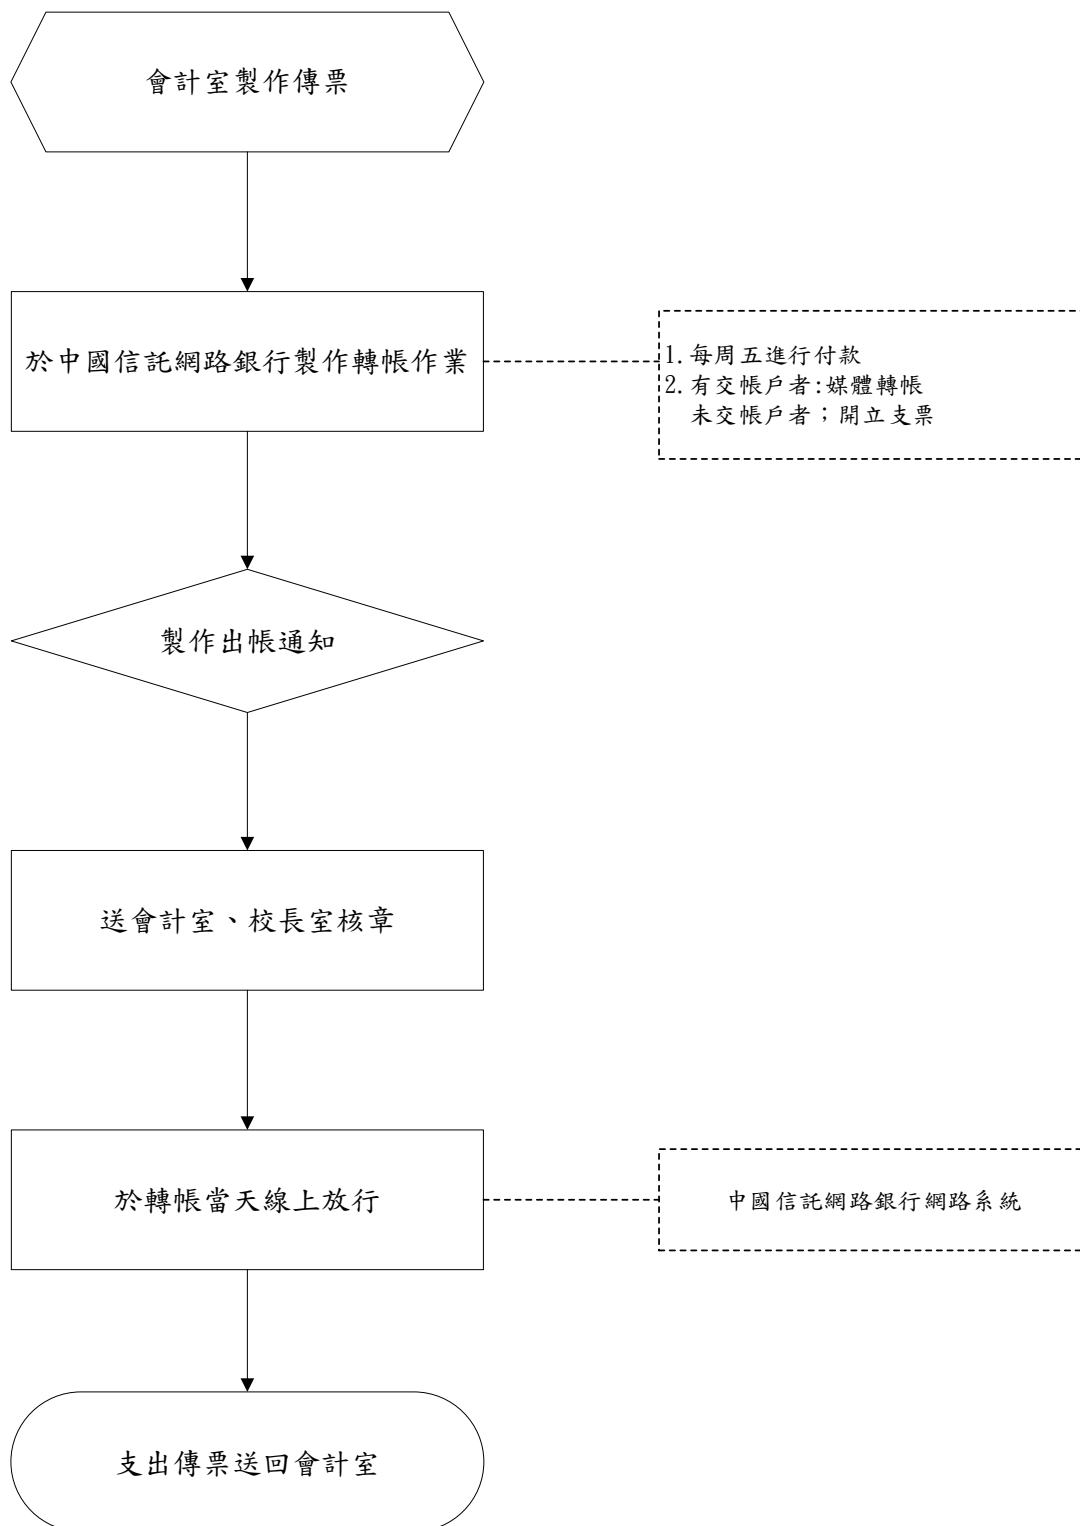 會計室製作傳票
於中國信託網路銀行製作轉帳作業
1.每周五進行付款
2.有交帳戶者:媒體轉帳
未交帳戶者；開立支票
製作出帳通知
送會計室、校長室核章
於轉帳當天線上放行
中國信託網路銀行網路系統
支出傳票送回會計室